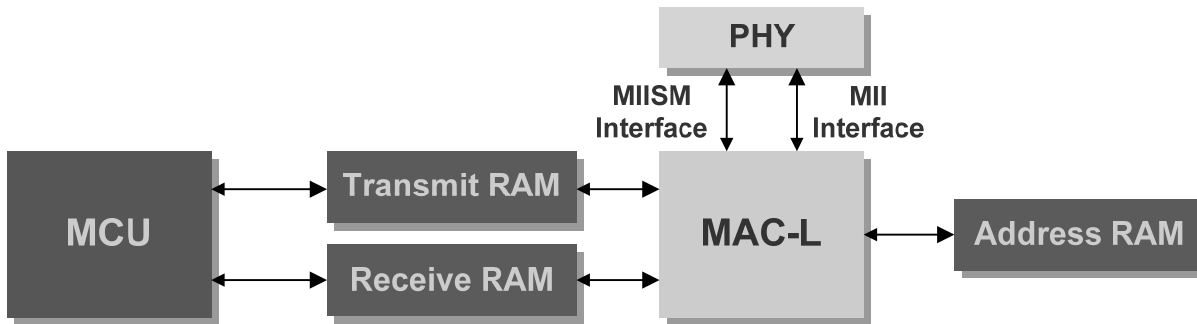 PHY
MIISM
Interface
MII
Interface
MCU
Transmit RAM
Receive RAM
MAC-L
Address RAM